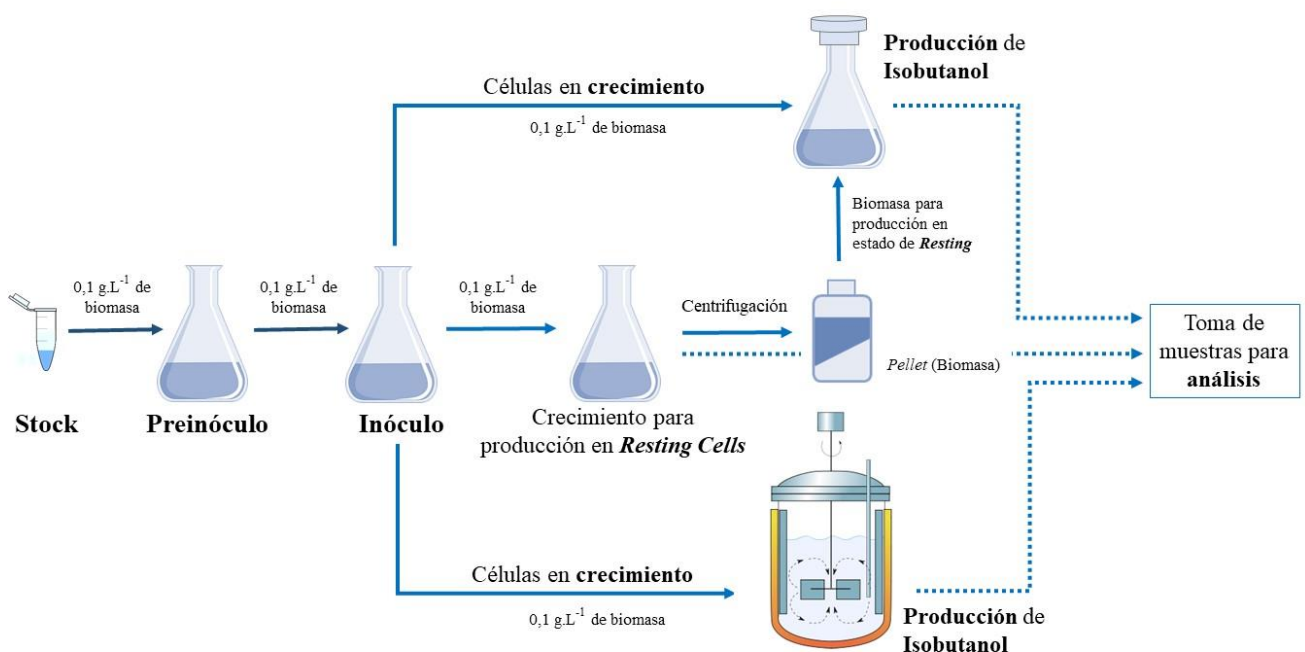 Producción de
Isobutanol
Células en crecimiento
0,1 g.L-1 de biomasa
Biomasa para
producción en
estado de Resting
0,1 g.L-1 de
biomasa
0,1 g.L-1 de
biomasa
0,1 g.L-1 de
biomasa
Centrifugación
Toma de
muestras para
análisis
Pellet (Biomasa)
Stock
Preinóculo
Inóculo
Crecimiento para
producción en Resting Cells
Células en crecimiento
0,1 g.L-1 de biomasa
Producción de
Isobutanol